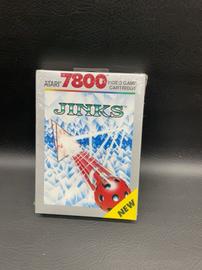 ATARI 7800 VIDEO GAME
CARTRIDGE
JINKS
NEW